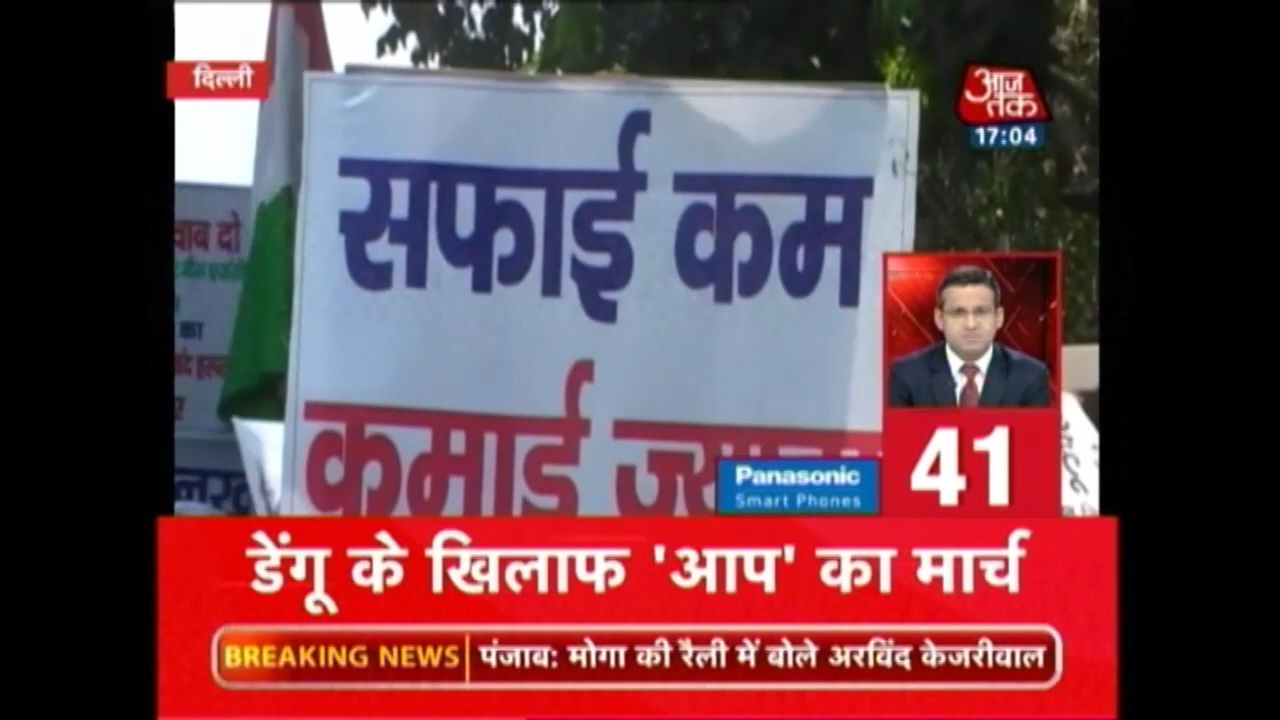 दिल्ली
आज
तक
17:04
सफाई कम
कमाई
दो
का
Panasonic
Smart Phones
41
डेंगू के खिलाफ 'आप' का मार्च
BREAKING NEWS
पंजाब: मोगा की रैली में बोले अरविंद केजरीवाल